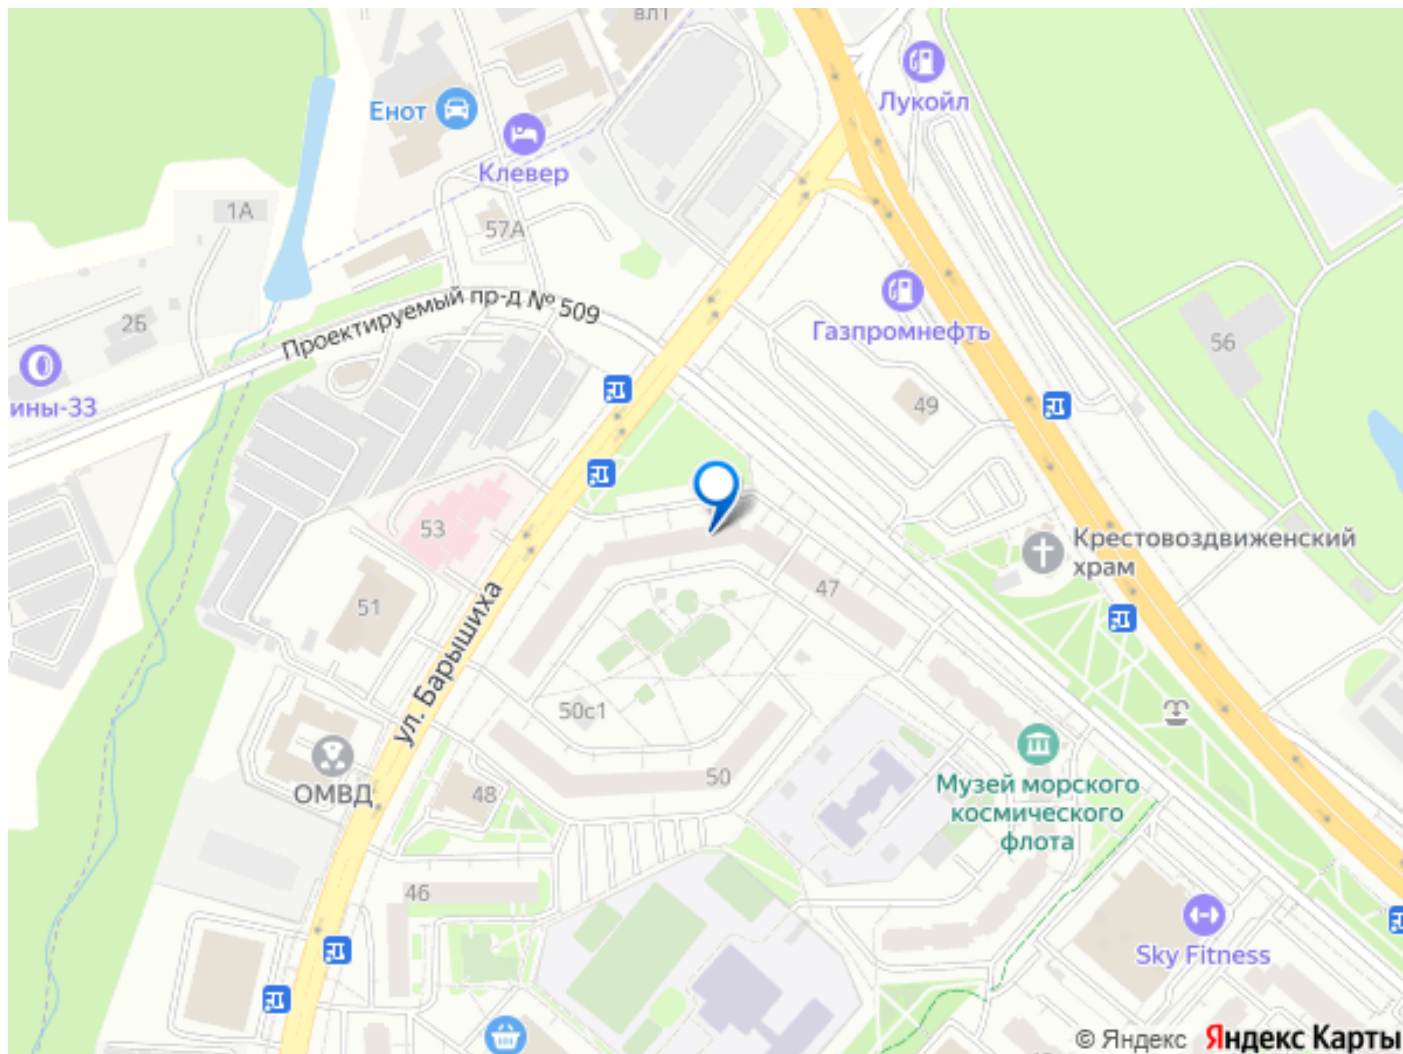 вл1
Лукойл
Енот
Клевер
1А
57А
2Б
Проектируемый пр-д № 509
Газпромнефть
56
ины-33
49
53
Крестовоздвиженский
храм
47
51
ул. Барышиха
50с1
Музей морского
космического
флота
50
ОМВД
48
46
Sky Fitness
© Яндекс Яндекс Карты